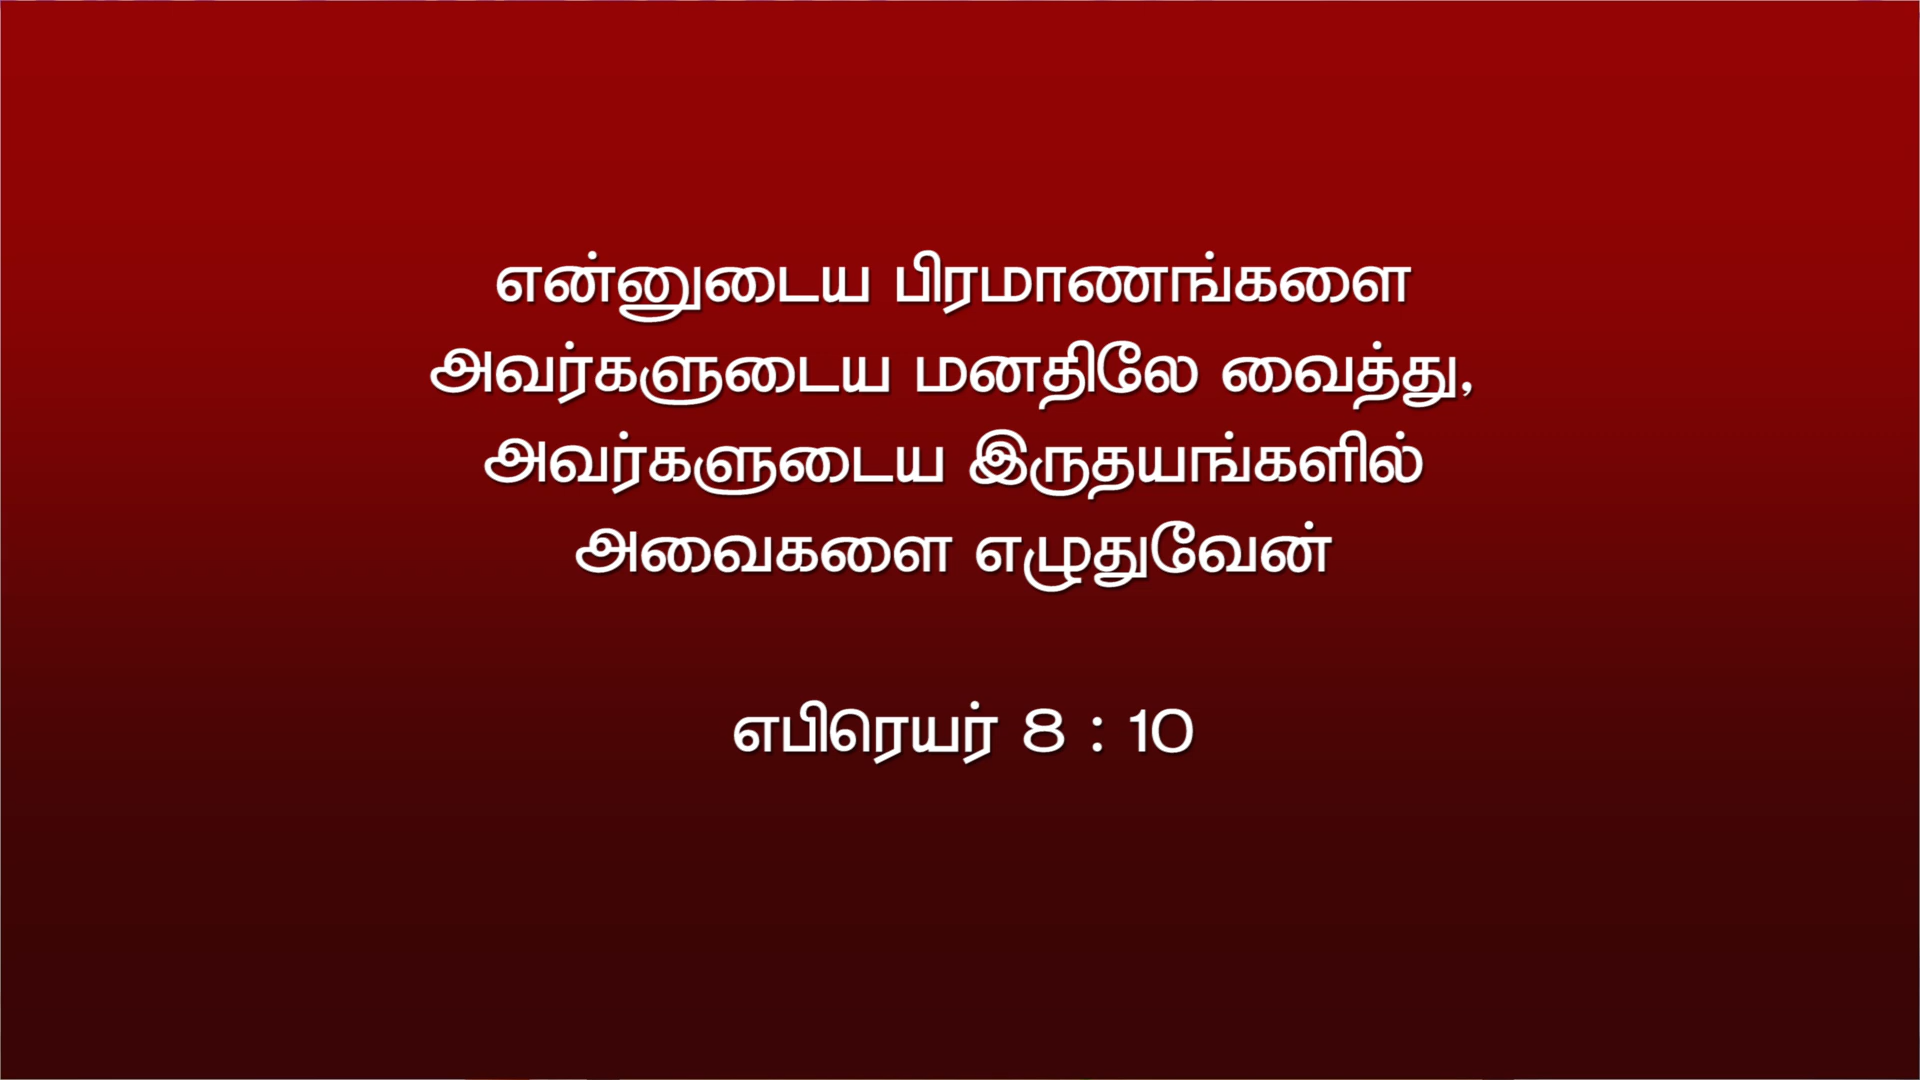 என்னுடைய பிரமாணங்களை
அவர்களுடைய மனதிலே வைத்து,
அவர்களுடைய இருதயங்களில்
அவைகளை எழுதுவேன்
எபிரெயர் 8 : 10